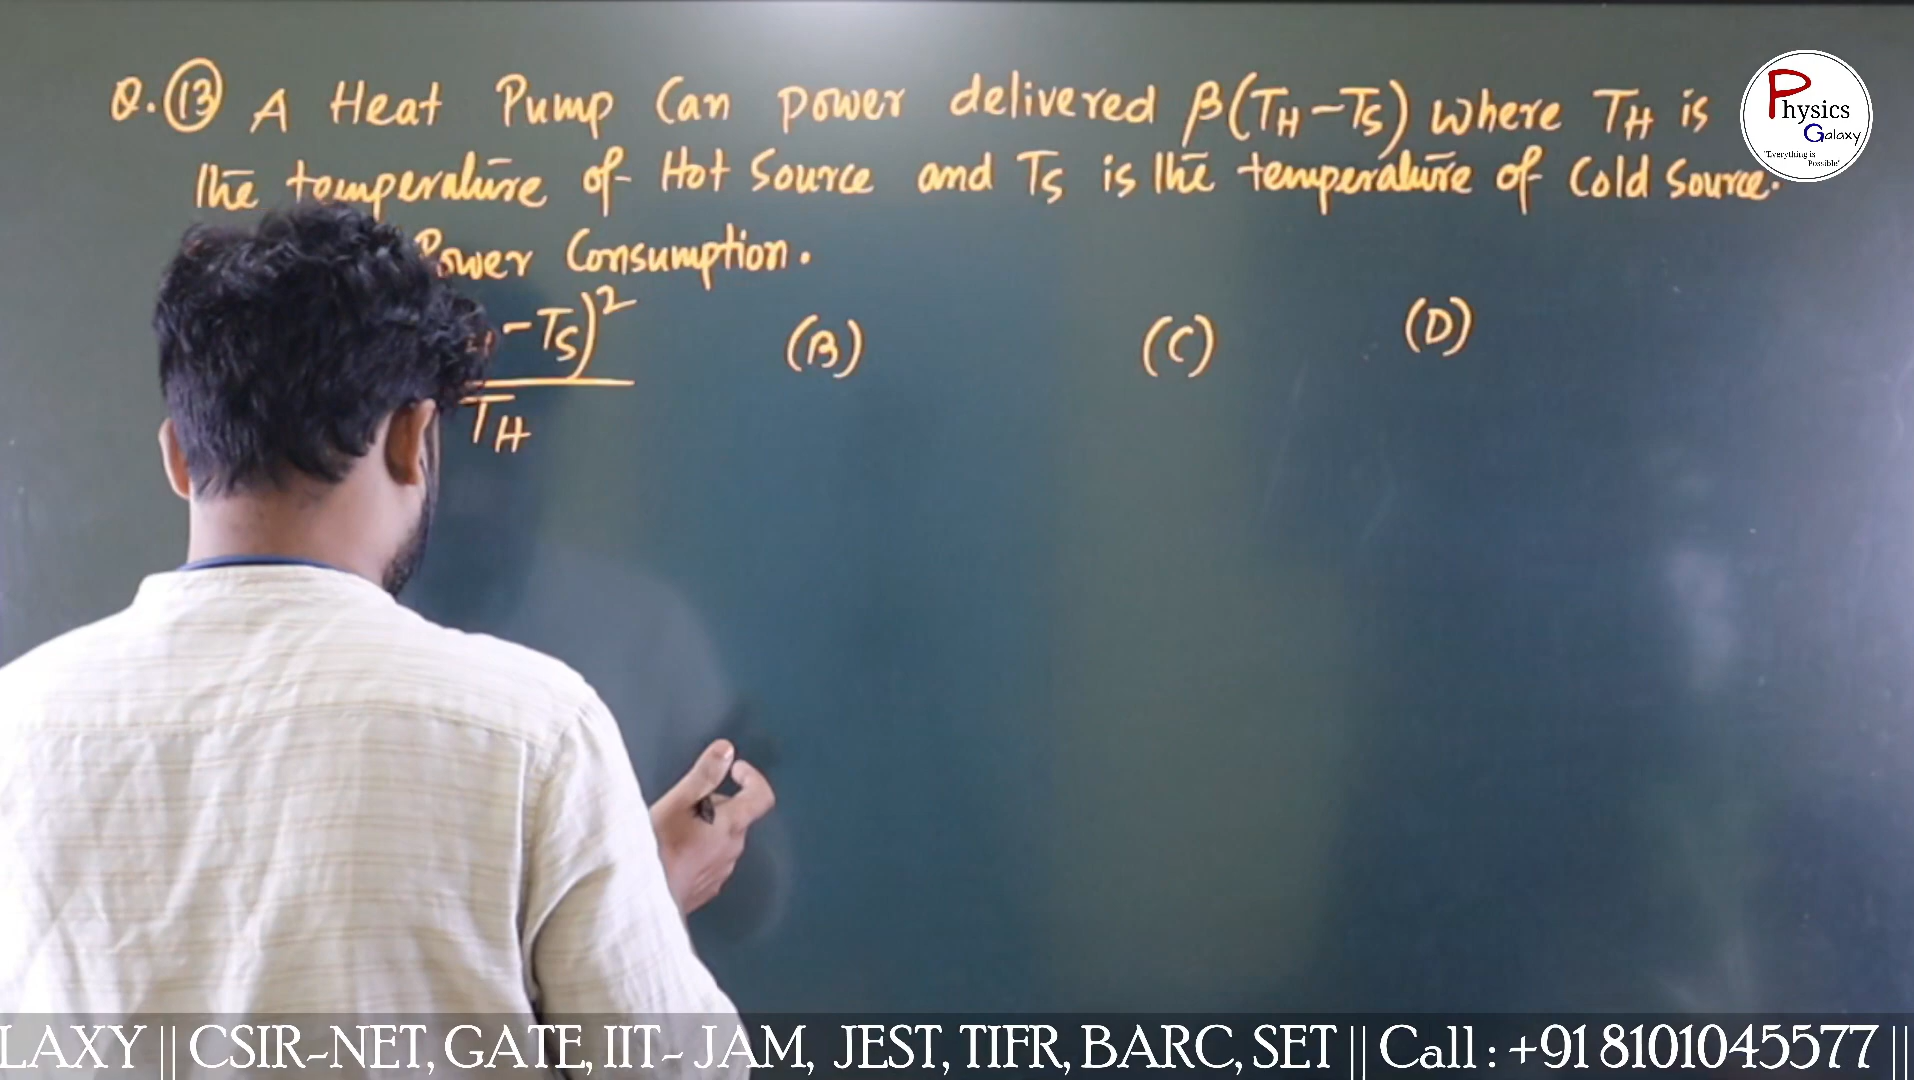 Q. 13 A Heat Pump Can power delivered β(TH-TS) where TH is
the temperature of Hot Source and TS is the temperature of Cold Source.
Power Consumption.
-TS)² (B) (C) (D)
TH
Physics
Galaxy
"Everything is
Possible"
LAXY || CSIR-NET, GATE, IIT- JAM, JEST, TIFR, BARC, SET || Call : +91 8101045577 ||